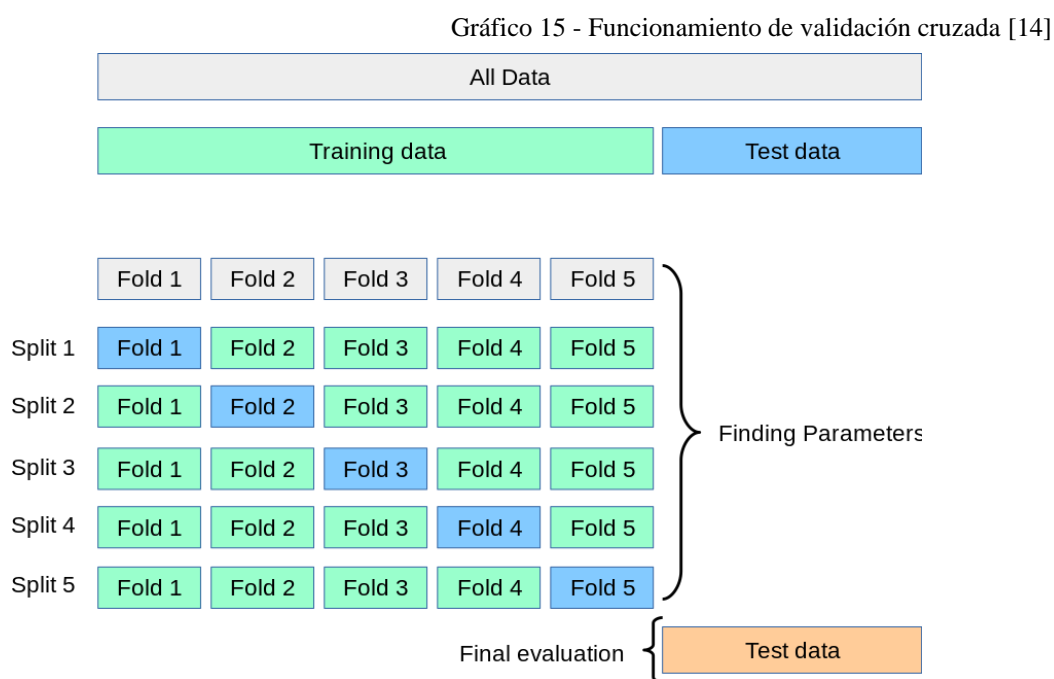 Gráfico 15 - Funcionamiento de validación cruzada [14]
All Data
Training data Test data
Fold 1 Fold 2 Fold 3 Fold 4 Fold 5
Split 1 Fold 1 Fold 2 Fold 3 Fold 4 Fold 5
Split 2 Fold 1 Fold 2 Fold 3 Fold 4 Fold 5
Finding Parameters
Split 3 Fold 1 Fold 2 Fold 3 Fold 4 Fold 5
Split 4 Fold 1 Fold 2 Fold 3 Fold 4 Fold 5
Split 5 Fold 1 Fold 2 Fold 3 Fold 4 Fold 5
Final evaluation Test data